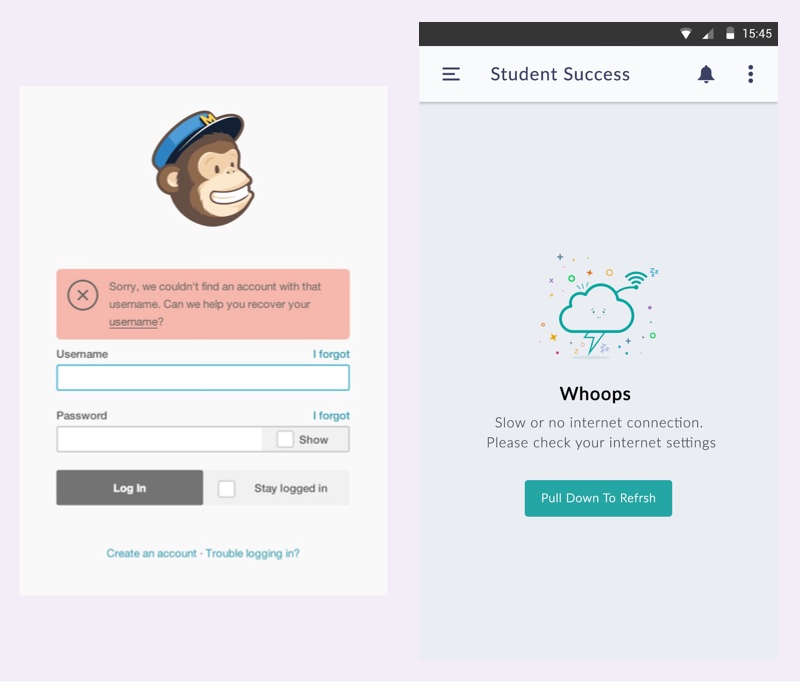 Sorry, we couldn't find an account with that
username. Can we help you recover your
username?
Username I forgot
Password I forgot
Show
Log In Stay logged in
Create an account · Trouble logging in?
15:45
Student Success
Whoops
Slow or no internet connection.
Please check your internet settings
Pull Down To Refrsh